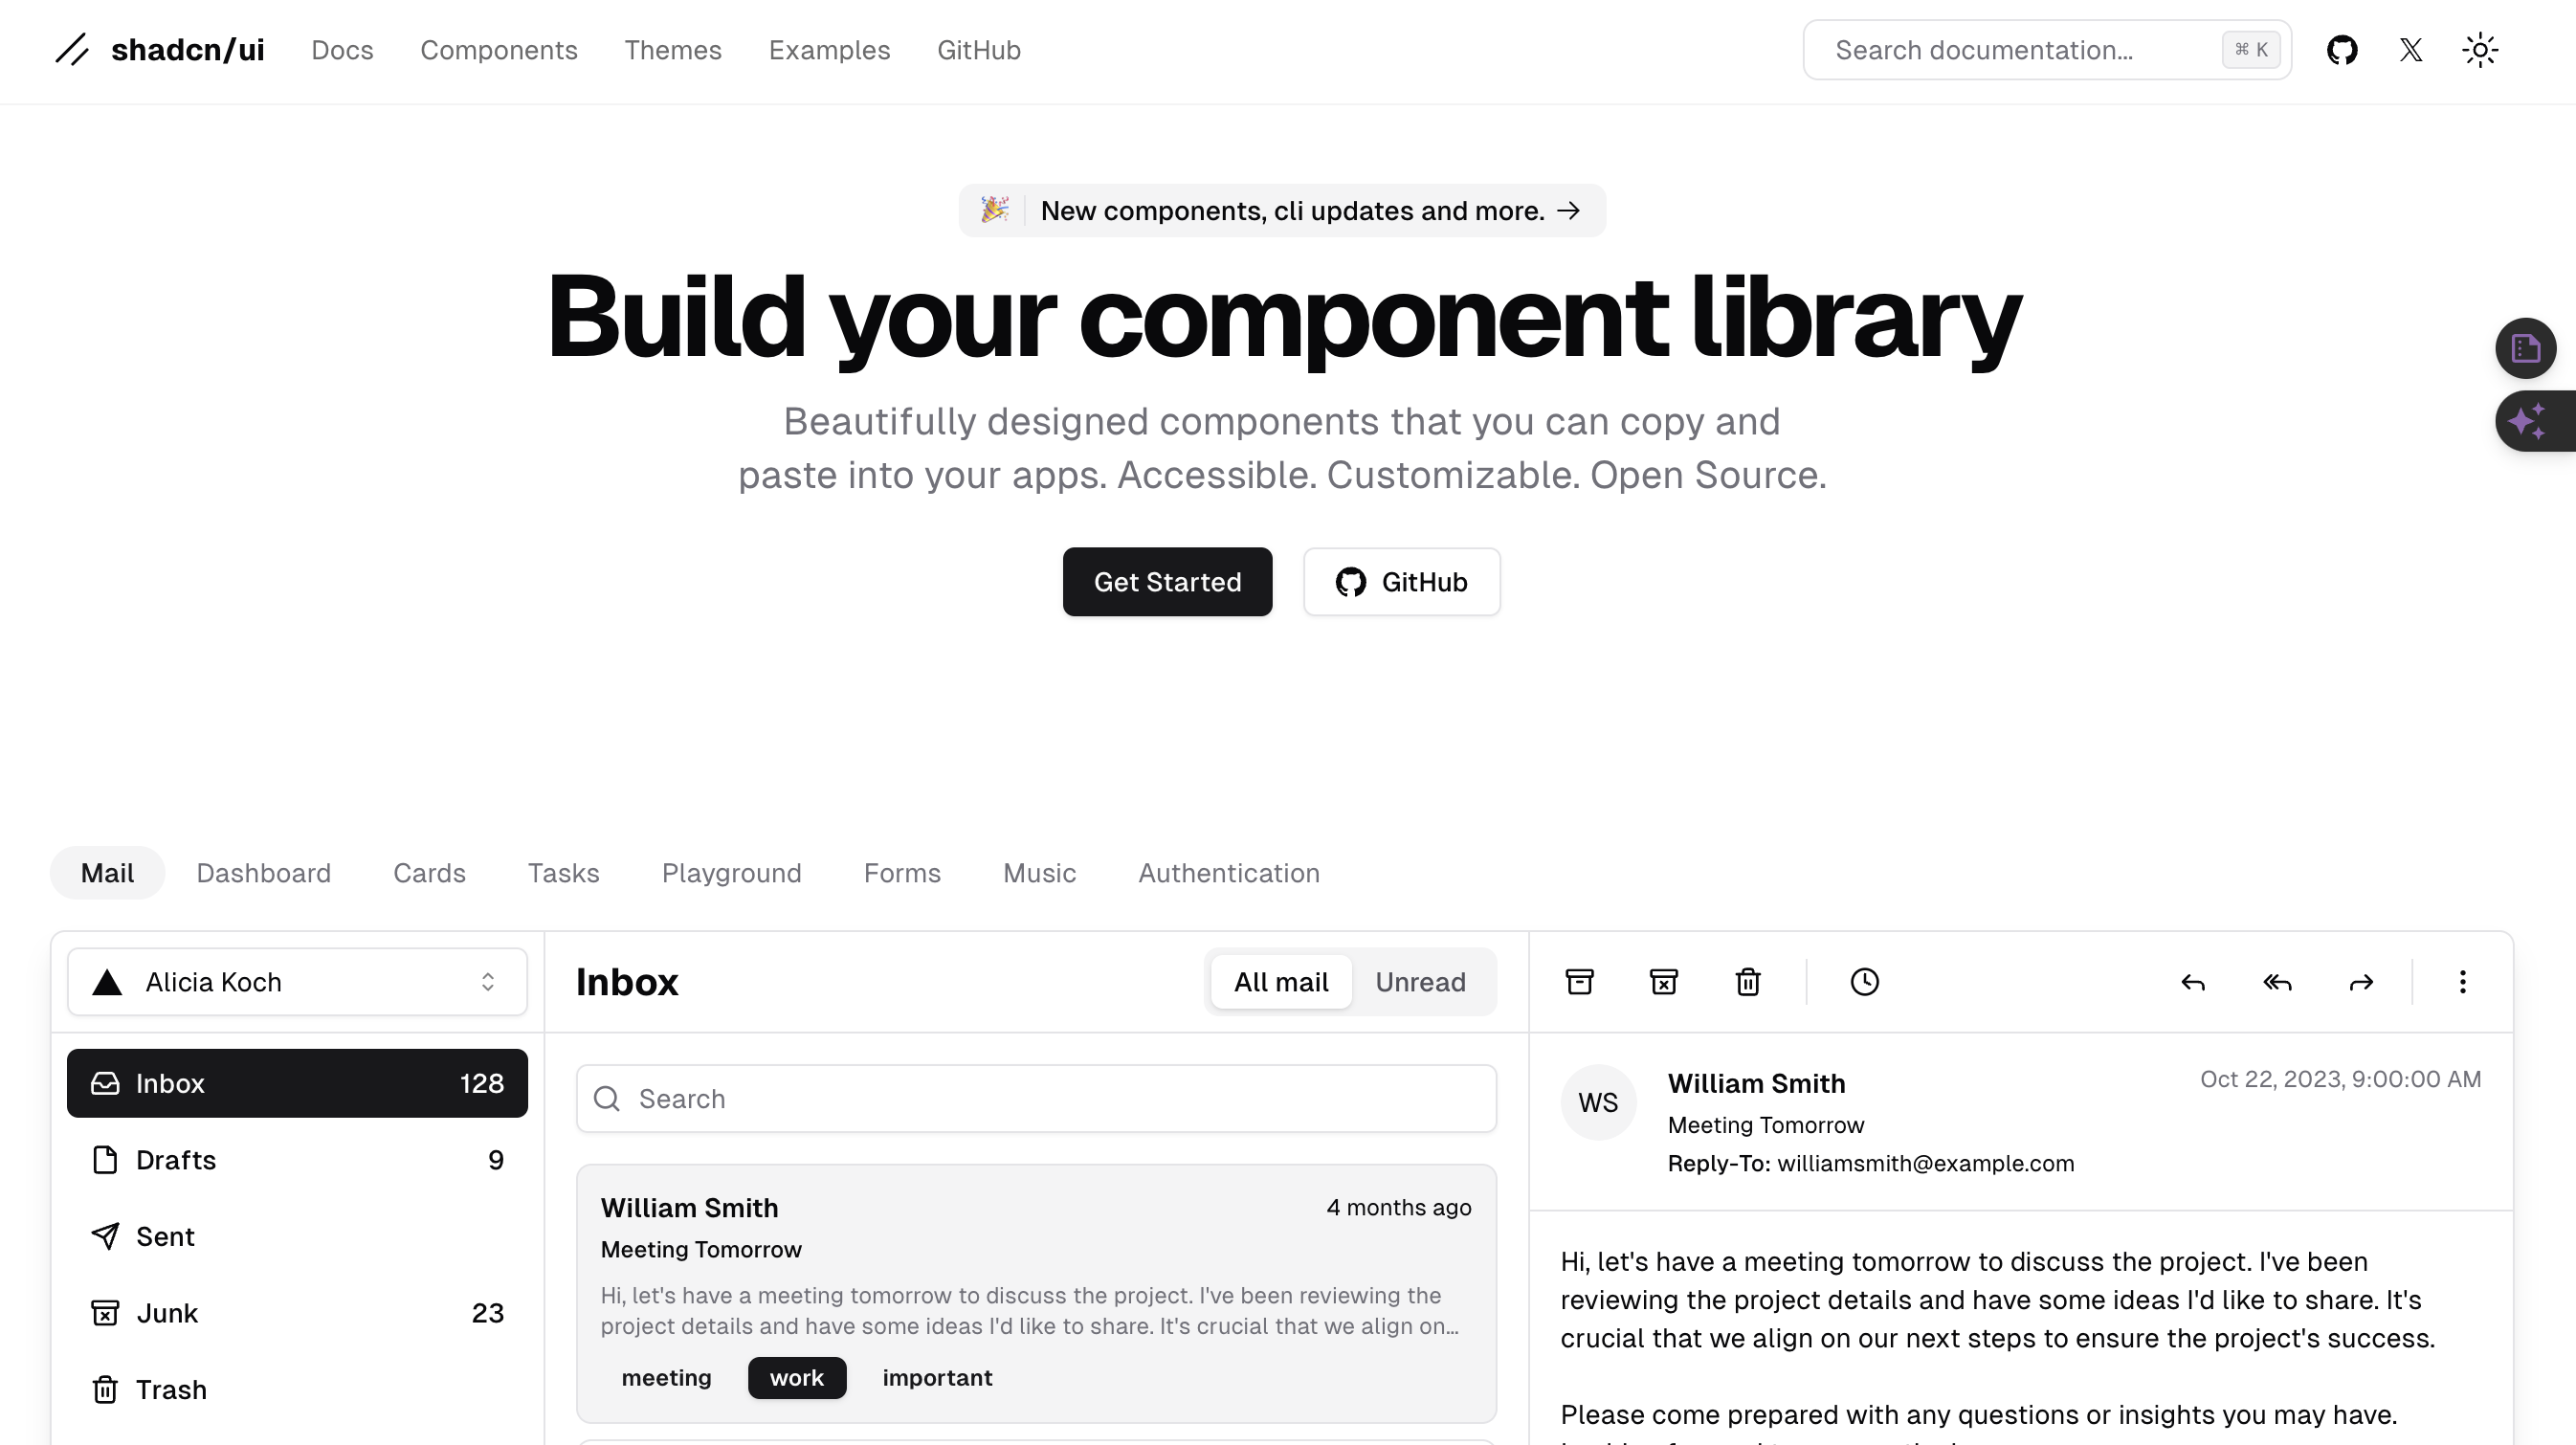 shadcn/ui Docs Components Themes Examples GitHub Search documentation... ⌘ K
New components, cli updates and more.
Build your component library
Beautifully designed components that you can copy and
paste into your apps. Accessible. Customizable. Open Source.
Get Started GitHub
Mail Dashboard Cards Tasks Playground Forms Music Authentication
Alicia Koch
Inbox 128
Drafts 9
Sent
Junk 23
Trash
Inbox All mail Unread
Search
William Smith 4 months ago
Meeting Tomorrow
Hi, let's have a meeting tomorrow to discuss the project. I've been reviewing the
project details and have some ideas I'd like to share. It's crucial that we align on...
meeting work important
WS
William Smith Oct 22, 2023, 9:00:00 AM
Meeting Tomorrow
Reply-To: williamsmith@example.com
Hi, let's have a meeting tomorrow to discuss the project. I've been
reviewing the project details and have some ideas I'd like to share. It's
crucial that we align on our next steps to ensure the project's success.
Please come prepared with any questions or insights you may have.